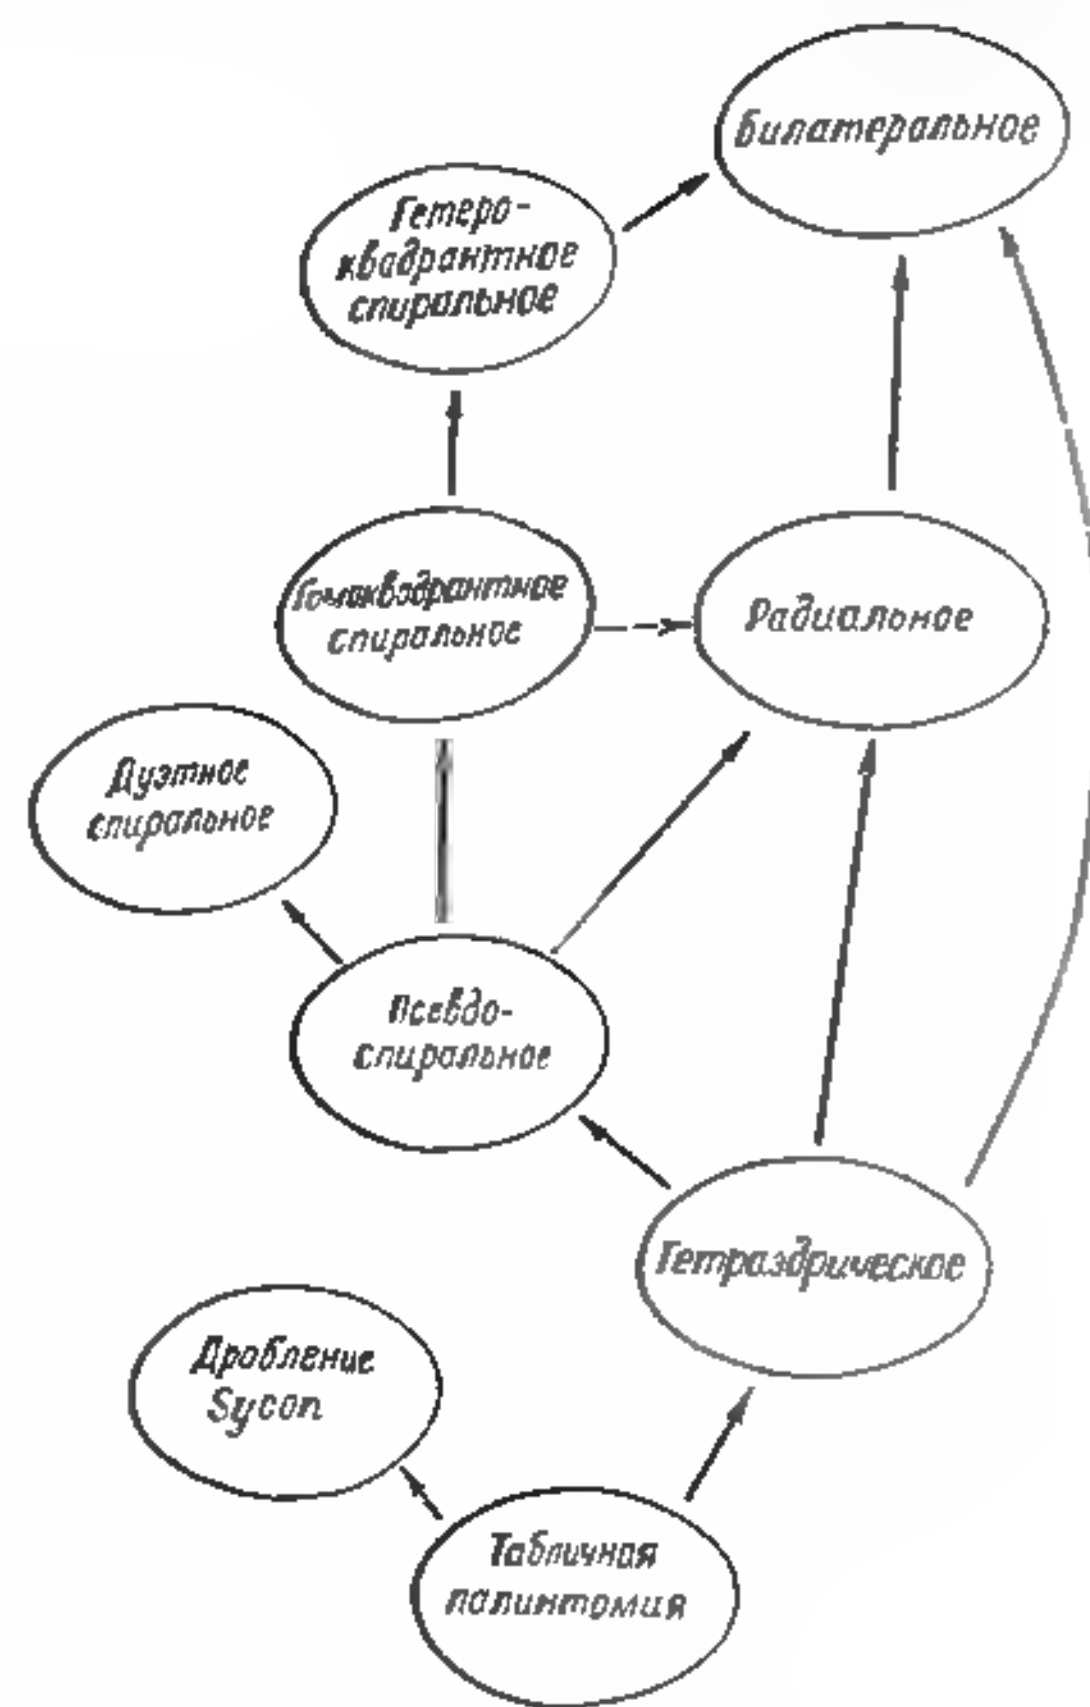 Билатеральное
Гетеро-
квадрантное
спиральное
Гомоквадрантное
спиральное
Радиальное
Дуэтное
спиральное
Псевдо-
спиральное
Тетраэдрическое
Дробление
Sycon
Табличная
палинтомия